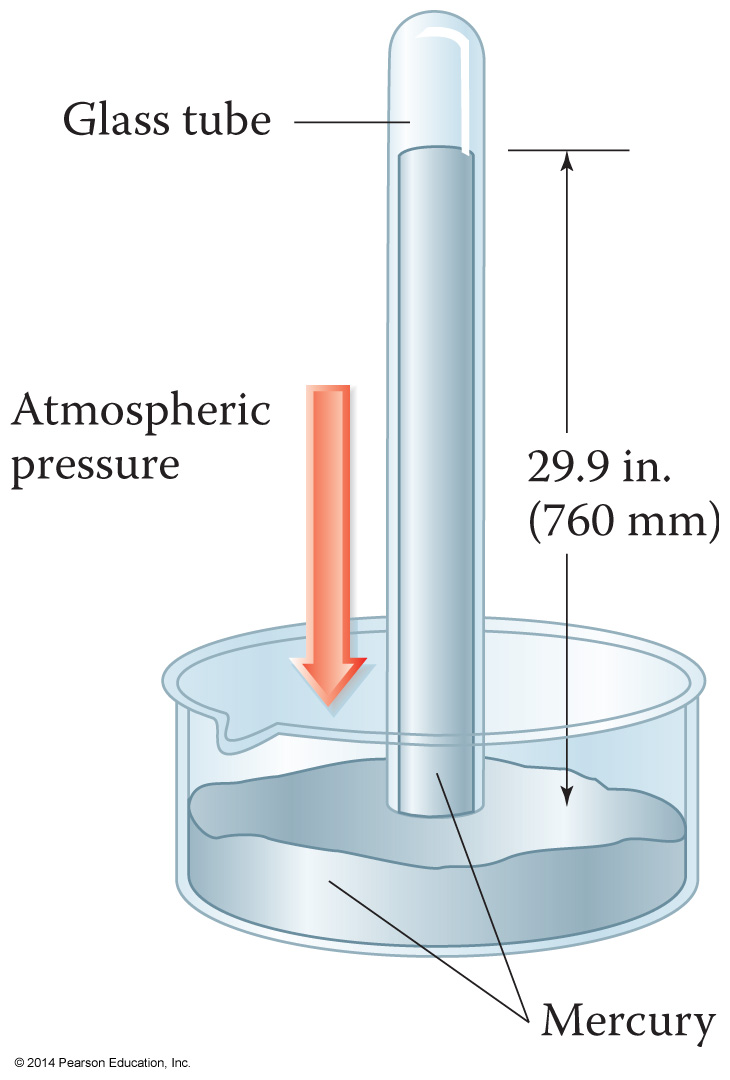 Glass tube
Atmospheric
pressure
29.9 in.
(760 mm)
Mercury
© 2014 Pearson Education, Inc.